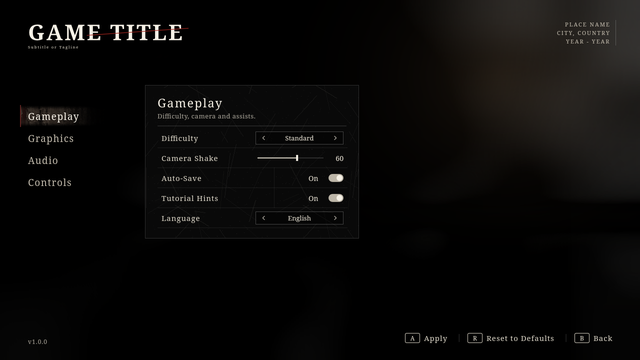 GAME TITLE
Subtitle or Tagline
PLACE NAME
CITY, COUNTRY
YEAR - YEAR
Gameplay
Graphics
Audio
Controls
Gameplay
Difficulty, camera and assists.
Difficulty < Standard >
Camera Shake 60
Auto-Save On
Tutorial Hints On
Language < English >
v1.0.0
A Apply R Reset to Defaults B Back